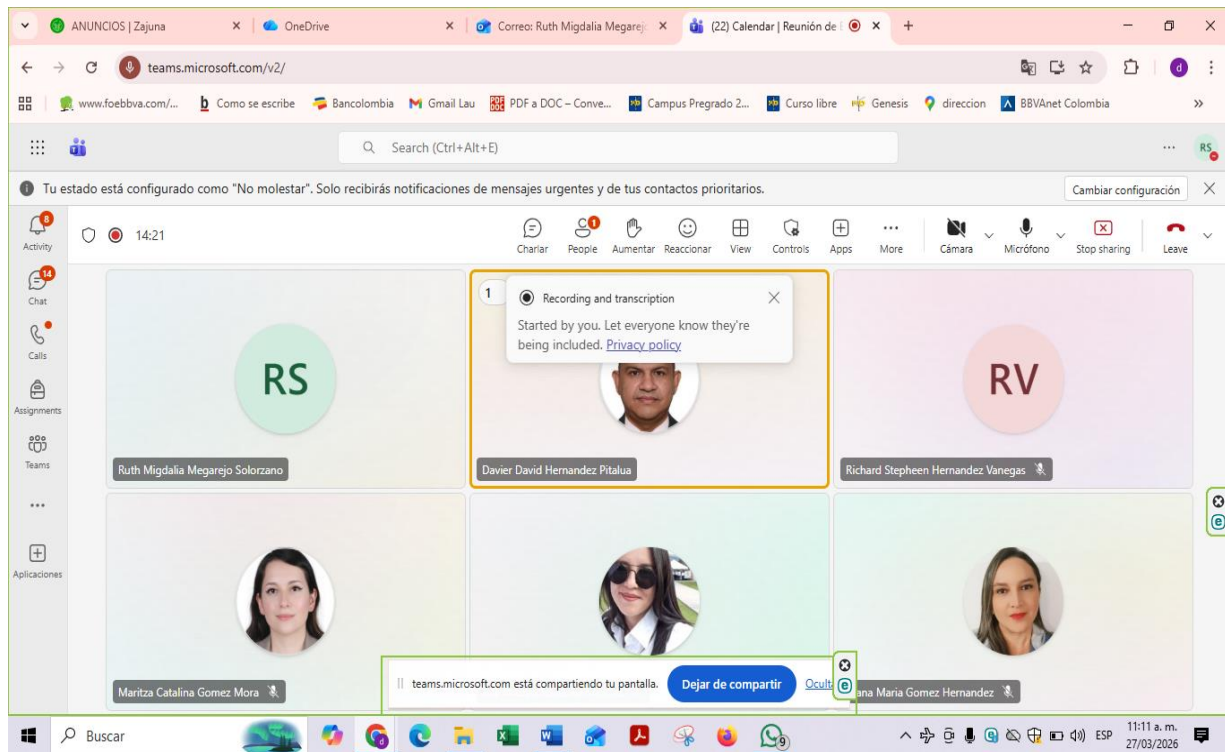 ANUNCIOS | Zajuna
OneDrive
Correo: Ruth Migdalia Megarejo
(22) Calendar | Reunión de
teams.microsoft.com/v2/
d
www.foebbva.com/...
Como se escribe
Bancolombia
Gmail Lau
PDF a DOC – Conve...
Campus Pregrado 2...
Curso libre
Genesis
direccion
BBVAnet Colombia
Search (Ctrl+Alt+E)
RS
Tu estado está configurado como "No molestar". Solo recibirás notificaciones de mensajes urgentes y de tus contactos prioritarios.
Cambiar configuración
8
Activity
14:21
Charlar
1
People
Aumentar
Reaccionar
View
Controls
Apps
More
Cámara
Micrófono
Stop sharing
Leave
14
Chat
Calls
Assignments
Teams
Aplicaciones
RS
Ruth Migdalia Megarejo Solorzano
1
Recording and transcription
Started by you. Let everyone know they're
being included. Privacy policy
Davier David Hernandez Pitalua
RV
Richard Stepheen Hernandez Vanegas
Maritza Catalina Gomez Mora
teams.microsoft.com está compartiendo tu pantalla.
Dejar de compartir
Maria Gomez Hernandez
Buscar
9
ESP
11:11 a. m.
27/03/2026